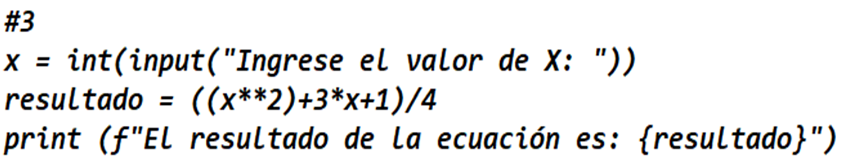 #3
x = int(input("Ingrese el valor de X: "))
resultado = ((x**2)+3*x+1)/4
print (f"El resultado de la ecuación es: {resultado}")